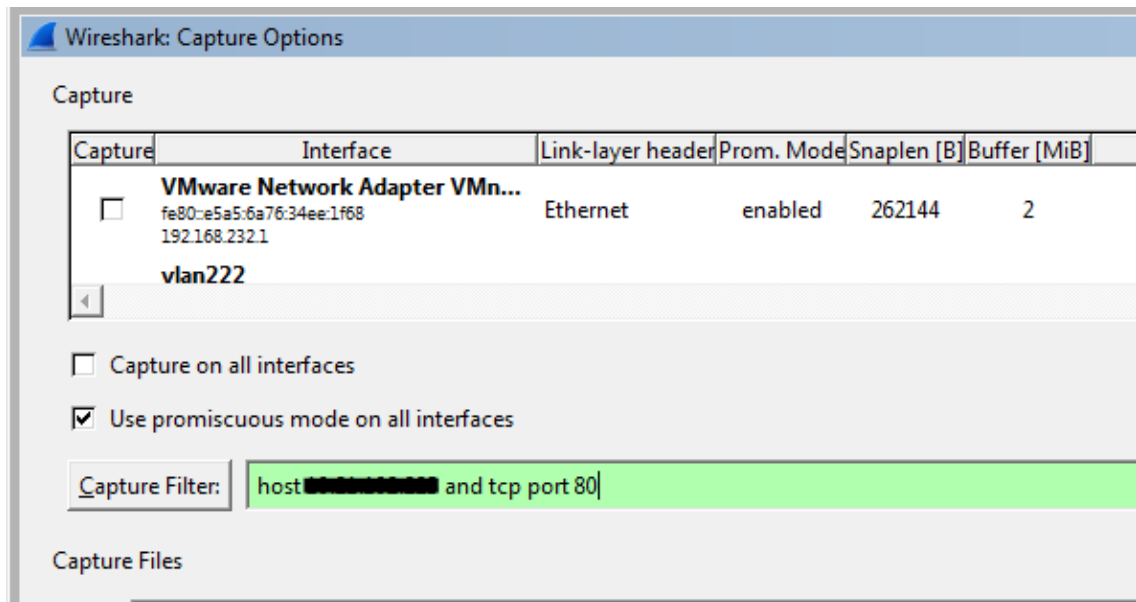 Wireshark: Capture Options
Capture
Capture Interface Link-layer header Prom. Mode Snaplen [B] Buffer [MiB]
VMware Network Adapter VMn...
fe80::e5a5:6a76:34ee:1f68 Ethernet enabled 262144 2
192.168.232.1
vlan222
Capture on all interfaces
Use promiscuous mode on all interfaces
Capture Filter: host and tcp port 80
Capture Files